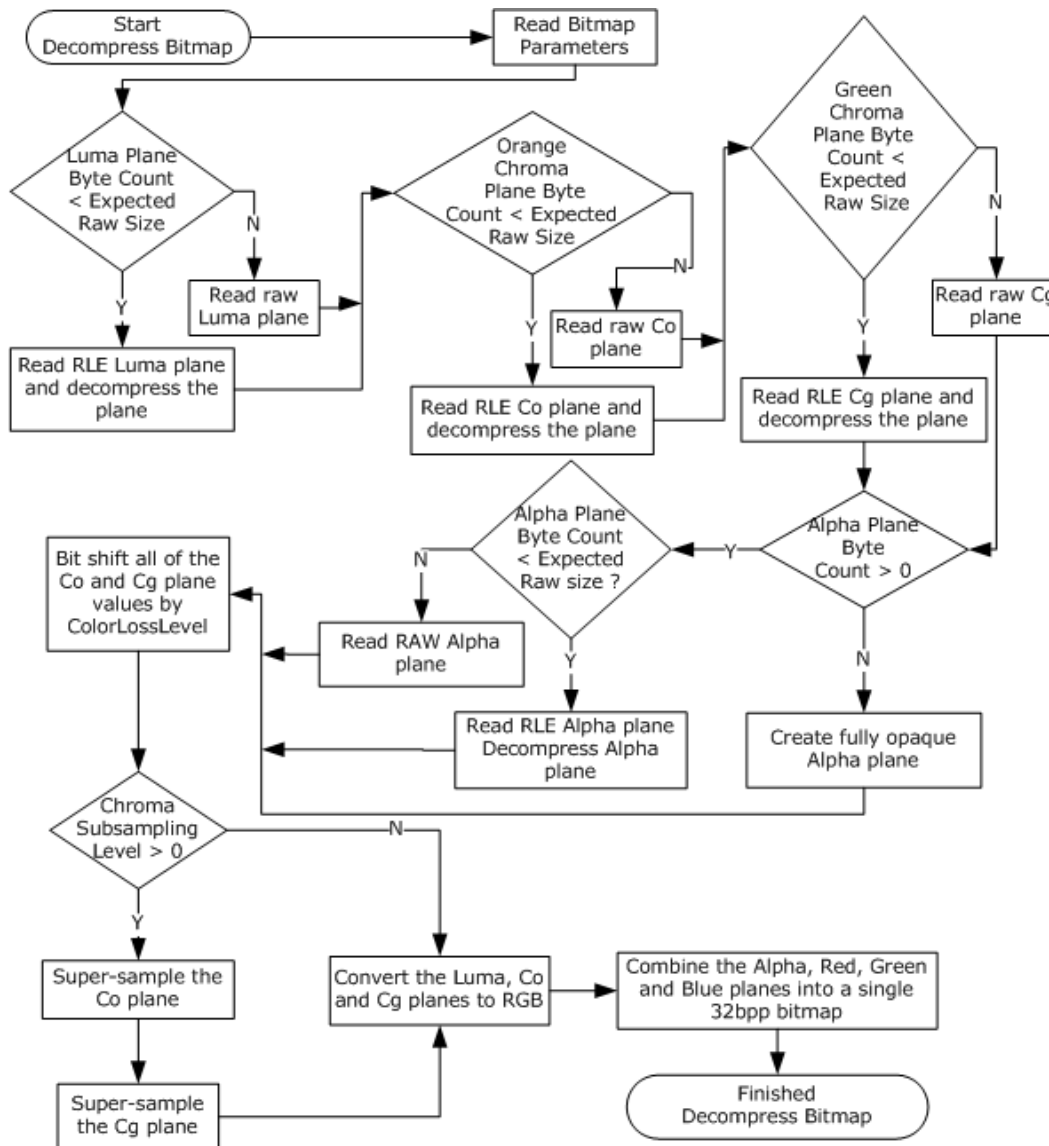 Start
Decompress Bitmap
Read Bitmap
Parameters
Luma Plane
Byte Count
< Expected
Raw Size
N
Y
Read raw
Luma plane
Read RLE Luma plane
and decompress the
plane
Orange
Chroma
Plane Byte
Count < Expected
Raw Size
N
Y
Read raw Co
plane
Read RLE Co plane and
decompress the plane
Green
Chroma
Plane Byte
Count <
Expected
Raw Size
N
Y
Read raw Cg
plane
Read RLE Cg plane and
decompress the plane
Alpha Plane
Byte
Count > 0
Y
N
Alpha Plane
Byte Count
< Expected
Raw size ?
N
Y
Read RAW Alpha
plane
Read RLE Alpha plane
Decompress Alpha
plane
Create fully opaque
Alpha plane
Bit shift all of the
Co and Cg plane
values by
ColorLossLevel
Chroma
Subsampling
Level > 0
N
Y
Super-sample the
Co plane
Super-sample
the Cg plane
Convert the Luma, Co
and Cg planes to RGB
Combine the Alpha, Red, Green
and Blue planes into a single
32bpp bitmap
Finished
Decompress Bitmap